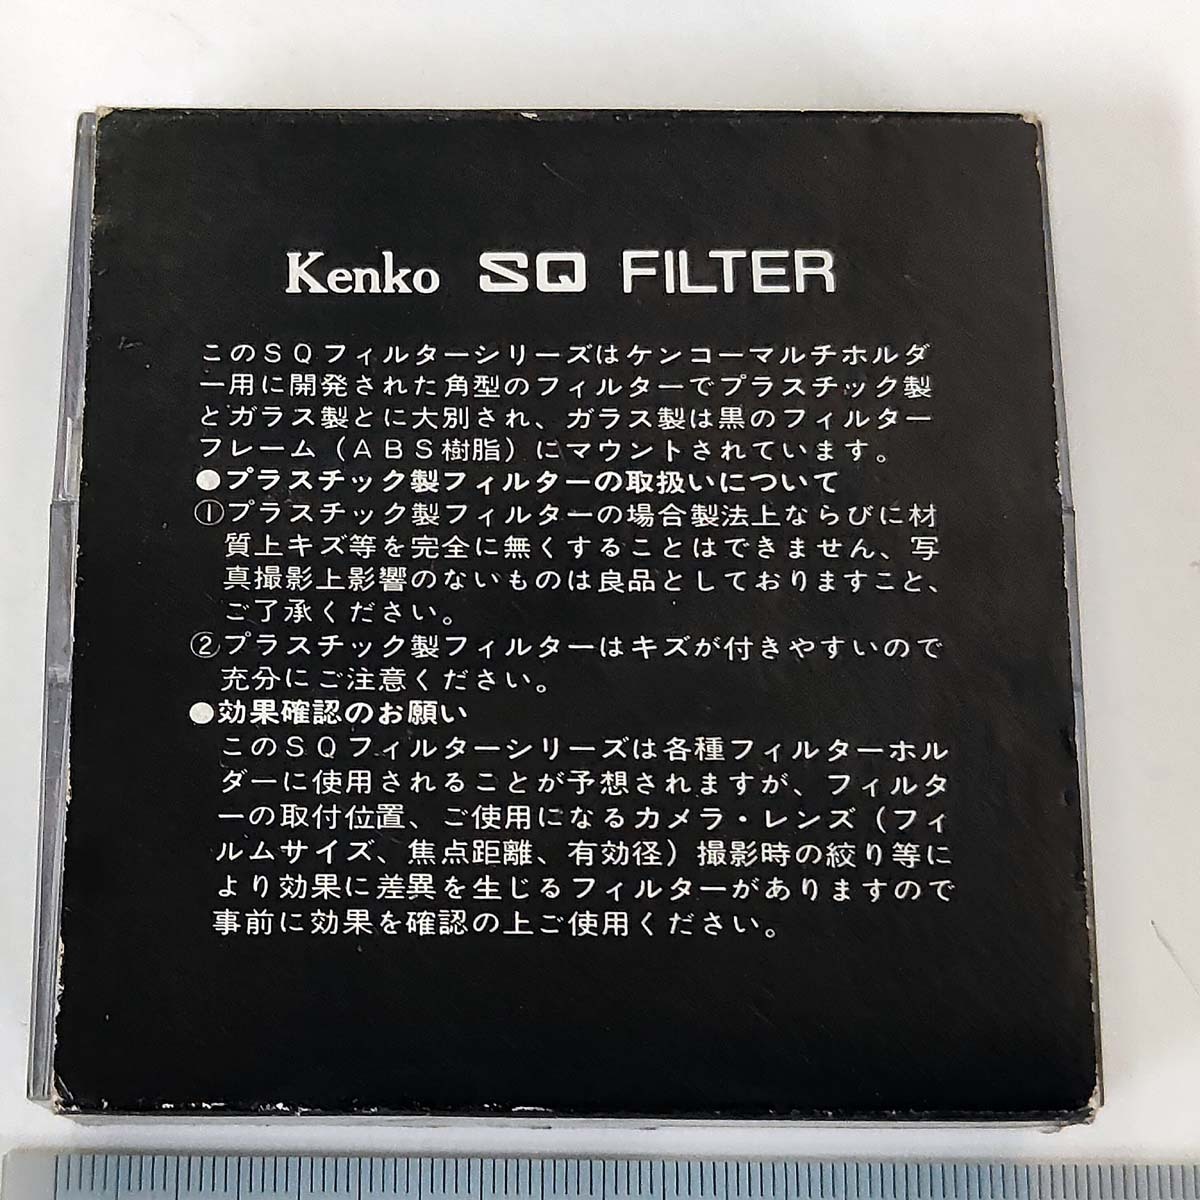 Kenko SQ FILTER
このSQフィルターシリーズはケンコーマルチホルダ
ー用に開発された角型のフィルターでプラスチック製
とガラス製とに大別され、ガラス製は黒のフィルター
フレーム(ABS樹脂)にマウントされています。
●プラスチック製フィルターの取扱いについて
①プラスチック製フィルターの場合製法上ならびに材
質上キズ等を完全に無くすることはできません、写
真撮影上影響のないものは良品としておりますこと、
ご了承ください。
②プラスチック製フィルターはキズが付きやすいので
充分にご注意ください。
●効果確認のお願い
このSQフィルターシリーズは各種フィルターホル
ダーに使用されることが予想されますが、フィルタ
ーの取付位置、ご使用になるカメラ・レンズ(フィ
ルムサイズ、焦点距離、有効径)撮影時の絞り等に
より効果に差異を生じるフィルターがありますので
事前に効果を確認の上ご使用ください。